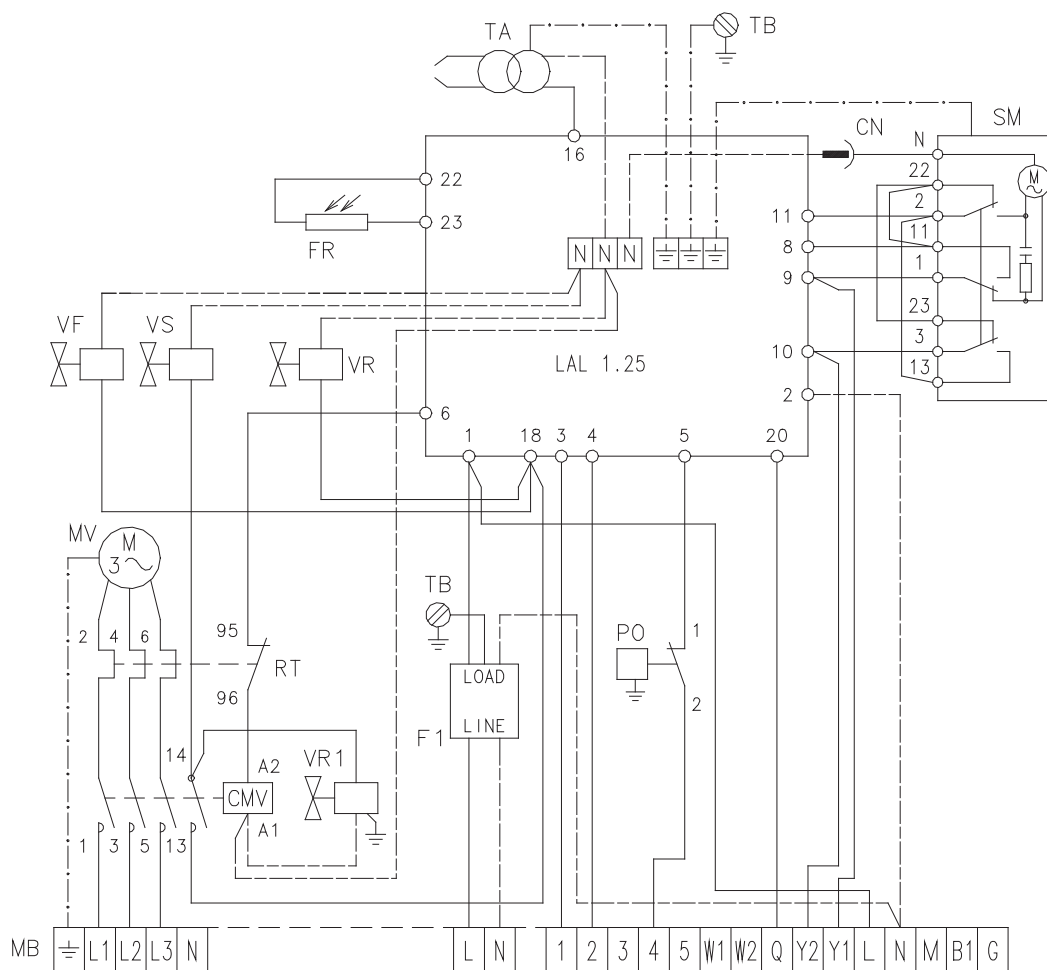 TA
TB
SM
CN
N
16
22
22
M
23
2
11
FR
11
8
N N N
1
9
VF
VS
23
VR
LAL 1.25
10
3
13
2
6
1
18
3
4
5
20
MV
M
3
TB
95
PO
1
2
4
6
RT
LOAD
96
2
LINE
F1
14
VR1
A2
CMV
A1
1
3
5
13
MB
L1
L2
L3
N
L
N
1
2
3
4
5
W1
W2
Q
Y2
Y1
L
N
M
B1
G